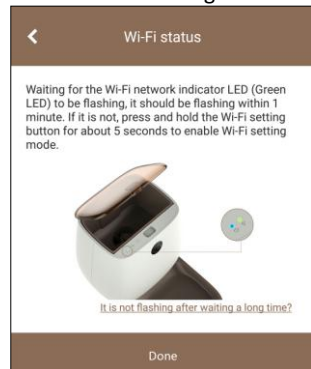 Wi-Fi status
Waiting for the Wi-Fi network indicator LED (Green
LED) to be flashing, it should be flashing within 1
minute. If it is not, press and hold the Wi-Fi setting
button for about 5 seconds to enable Wi-Fi setting
mode.
It is not flashing after waiting a long time?
Done